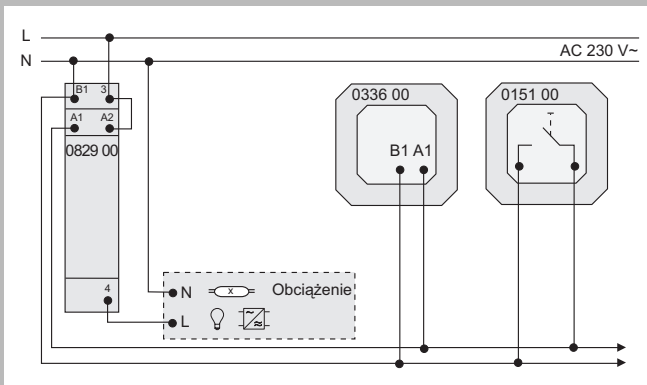 L
N
AC 230 V~
B1 3
A1 A2
0829 00
4
0336 00
B1 A1
0151 00
N x Obciążenie
L